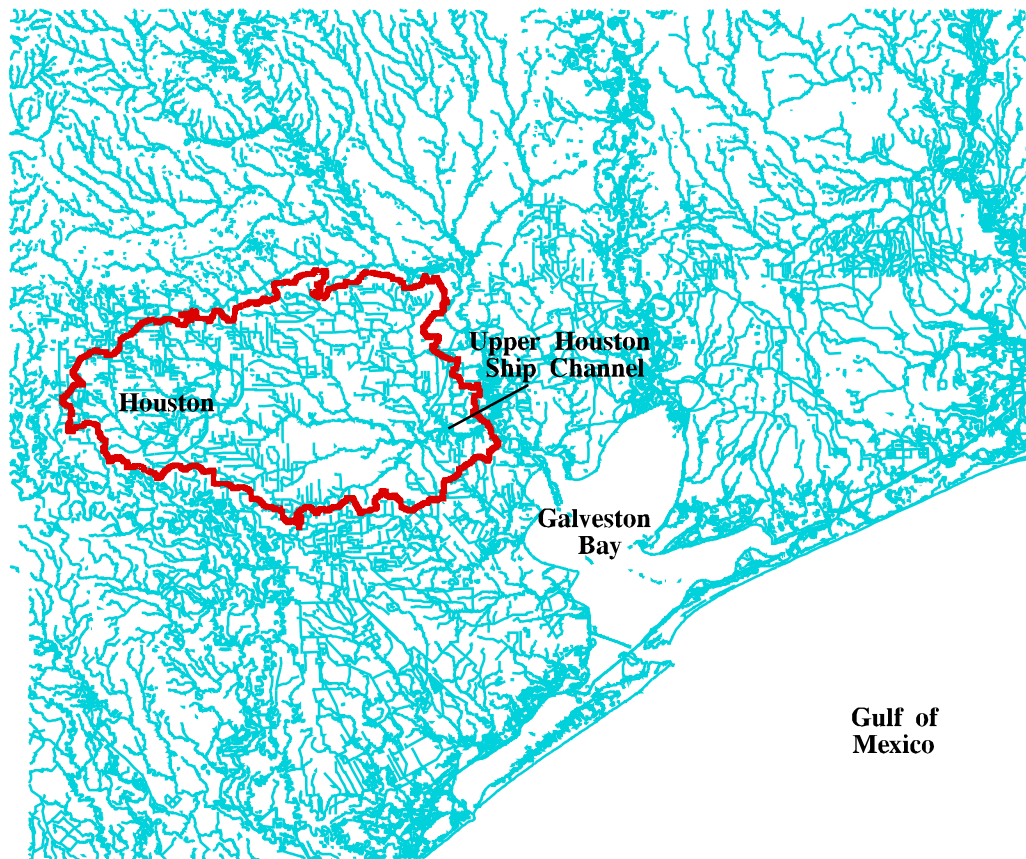 Upper Houston
Ship Channel
Houston
Galveston
Bay
Gulf of
Mexico